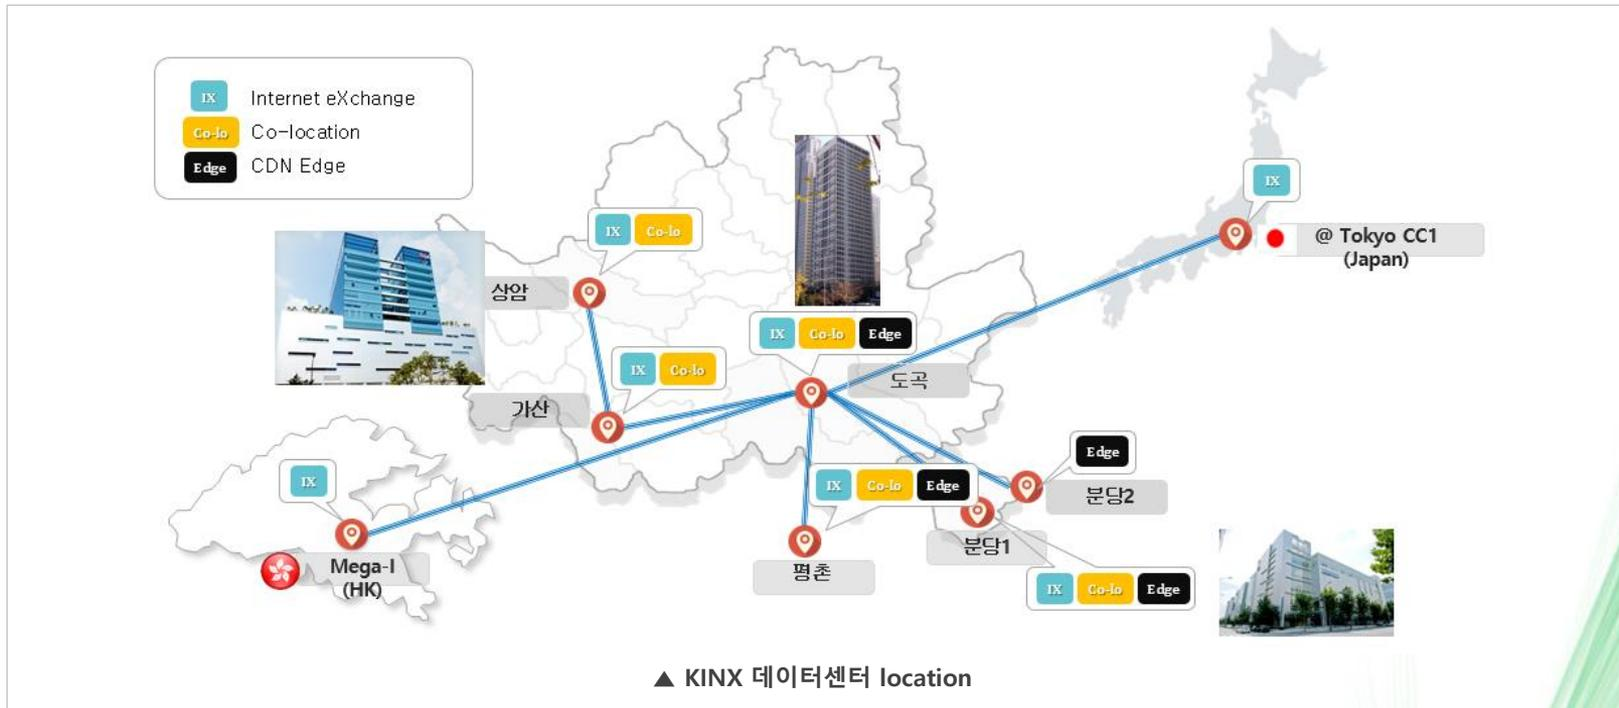 IX Internet eXchange
Co-lo Co-location
Edge CDN Edge
IX
@ Tokyo CC1
(Japan)
IX Co-lo
상암
IX Co-lo Edge
도곡
IX Co-lo
가산
IX
Mega-I
(HK)
Edge
분당2
IX Co-lo Edge
평촌
분당1
IX Co-lo Edge
▲ KINX 데이터센터 location